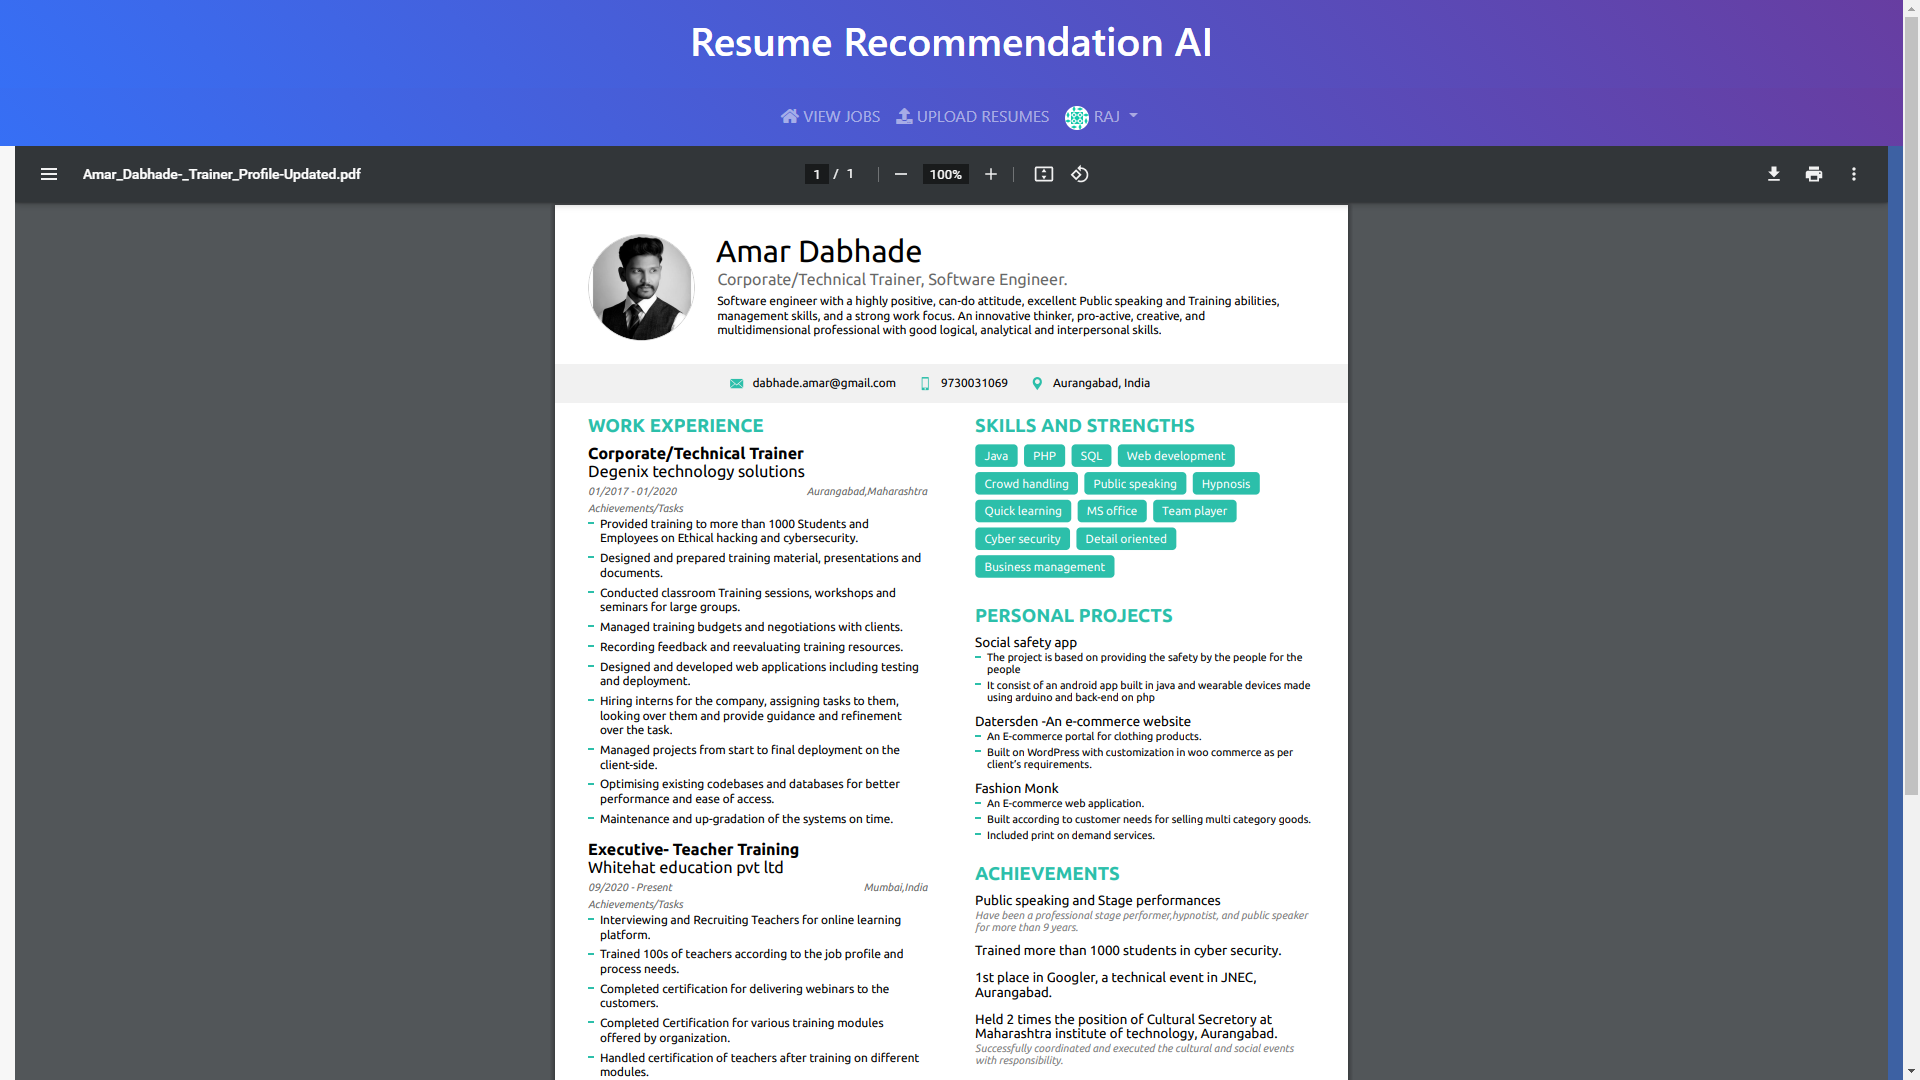 Resume Recommendation AI
VIEW JOBS UPLOAD RESUMES RAJ
Amar_Dabhade-_Trainer_Profile-Updated.pdf
1 / 1
100%
Amar Dabhade
Corporate/Technical Trainer, Software Engineer.
Software engineer with a highly positive, can-do attitude, excellent Public speaking and Training abilities,
management skills, and a strong work focus. An innovative thinker, pro-active, creative, and
multidimensional professional with good logical, analytical and interpersonal skills.
dabhade.amar@gmail.com 9730031069 Aurangabad, India
WORK EXPERIENCE
Corporate/Technical Trainer
Degenix technology solutions
01/2017 - 01/2020 Aurangabad,Maharashtra
Achievements/Tasks
Provided training to more than 1000 Students and
Employees on Ethical hacking and cybersecurity.
Designed and prepared training material, presentations and
documents.
Conducted classroom Training sessions, workshops and
seminars for large groups.
Managed training budgets and negotiations with clients.
Recording feedback and reevaluating training resources.
Designed and developed web applications including testing
and deployment.
Hiring interns for the company, assigning tasks to them,
looking over them and provide guidance and refinement
over the task.
Managed projects from start to final deployment on the
client-side.
Optimising existing codebases and databases for better
performance and ease of access.
Maintenance and up-gradation of the systems on time.
Executive- Teacher Training
Whitehat education pvt ltd
09/2020 - Present Mumbai,India
Achievements/Tasks
Interviewing and Recruiting Teachers for online learning
platform.
Trained 100s of teachers according to the job profile and
process needs.
Completed certification for delivering webinars to the
customers.
Completed Certification for various training modules
offered by organization.
Handled certification of teachers after training on different
modules.
SKILLS AND STRENGTHS
Java PHP SQL Web development
Crowd handling Public speaking Hypnosis
Quick learning MS office Team player
Cyber security Detail oriented
Business management
PERSONAL PROJECTS
Social safety app
The project is based on providing the safety by the people for the
people
It consist of an android app built in java and wearable devices made
using arduino and back-end on php
Datersden -An e-commerce website
An E-commerce portal for clothing products.
Built on WordPress with customization in woo commerce as per
client's requirements.
Fashion Monk
An E-commerce web application.
Built according to customer needs for selling multi category goods.
Included print on demand services.
ACHIEVEMENTS
Public speaking and Stage performances
Have been a professional stage performer,hypnotist, and public speaker
for more than 9 years.
Trained more than 1000 students in cyber security.
1st place in Googler, a technical event in JNEC,
Aurangabad.
Held 2 times the position of Cultural Secretory at
Maharashtra institute of technology, Aurangabad.
Successfully coordinated and executed the cultural and social events
with responsibility.